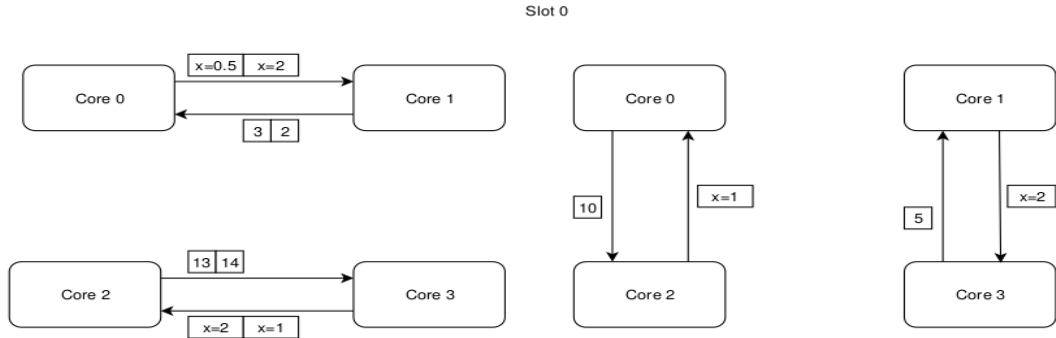 Slot 0
x=0.5 x=2
Core 0 Core 1 Core 0 Core 1
3 2
10 x=1 5 x=2
13 14
Core 2 Core 3 Core 2 Core 3
x=2 x=1